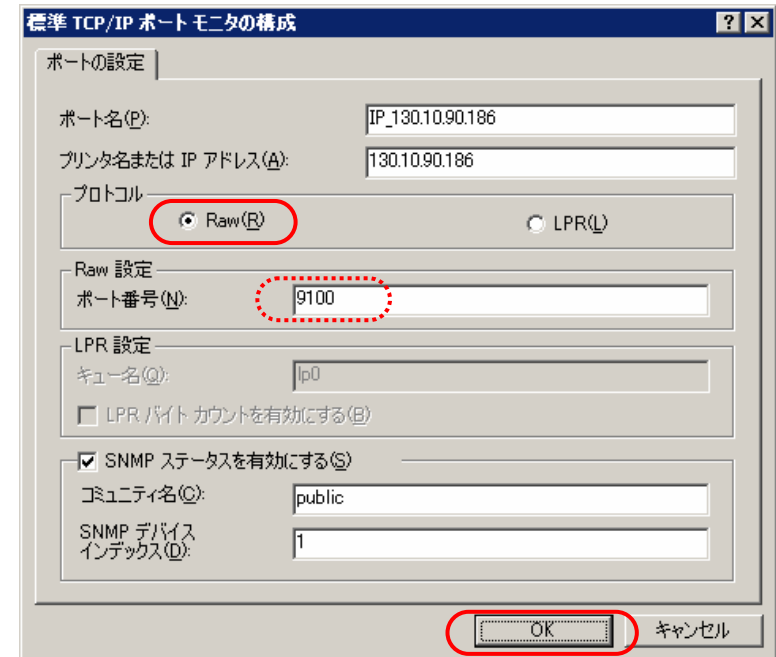 標準 TCP/IP ポート モニタの構成
ポートの設定
ポート名(P): IP_130.10.90.186
プリンタ名または IP アドレス(A): 130.10.90.186
プロトコル
Raw(R) LPR(L)
Raw 設定
ポート番号(N): 9100
LPR 設定
キュー名(Q): lp0
LPR バイト カウントを有効にする(B)
SNMP ステータスを有効にする(S)
コミュニティ名(C): public
SNMP デバイス
インデックス(D): 1
OK キャンセル